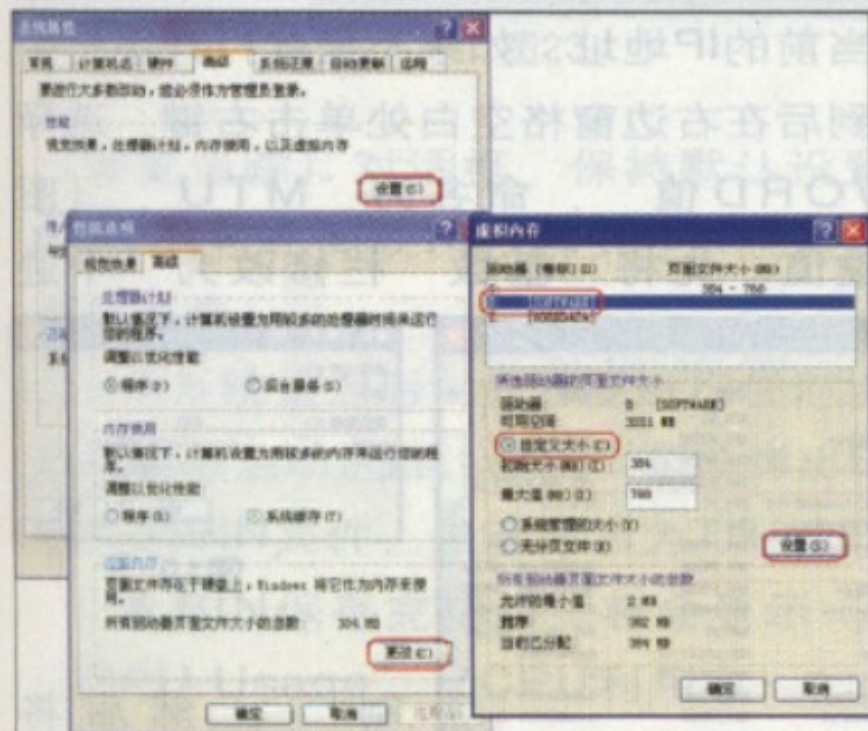 系统属性
常规 计算机名 硬件 高级 系统还原 自动更新 远程
要进行大多数改动,您必须作为管理员登录。
性能
视觉效果,处理器计划,内存使用,以及虚拟内存
设置(S)
性能选项
视觉效果 高级
处理器计划
默认情况下,计算机设置为用较多的处理器时间来运行
您的程序。
调整以优化性能
程序(P) 后台服务(S)
内存使用
默认情况下,计算机设置为用较多的内存来运行您的程
序。
调整以优化性能
程序(R) 系统缓存(T)
虚拟内存
页面文件存在于硬盘上,Windows 将它作为内存来使
用。
所有驱动器页面文件大小的总数: 384 MB
更改(C)
确定 取消
虚拟内存
驱动器 [卷标](D) 页面文件大小(MB)
384 - 768
[SOFTWARE]
所选驱动器的页面文件大小
驱动器: D [SOFTWARE]
可用空间: 3331 MB
自定义大小(C)
初始大小(MB)(I): 384
最大值(MB)(X): 768
系统管理的大小(Y)
无分页文件(N)
设置(S)
所有驱动器页面文件大小的总数
允许的最小值 2 MB
推荐: 382 MB
当前已分配: 384 MB
确定 取消